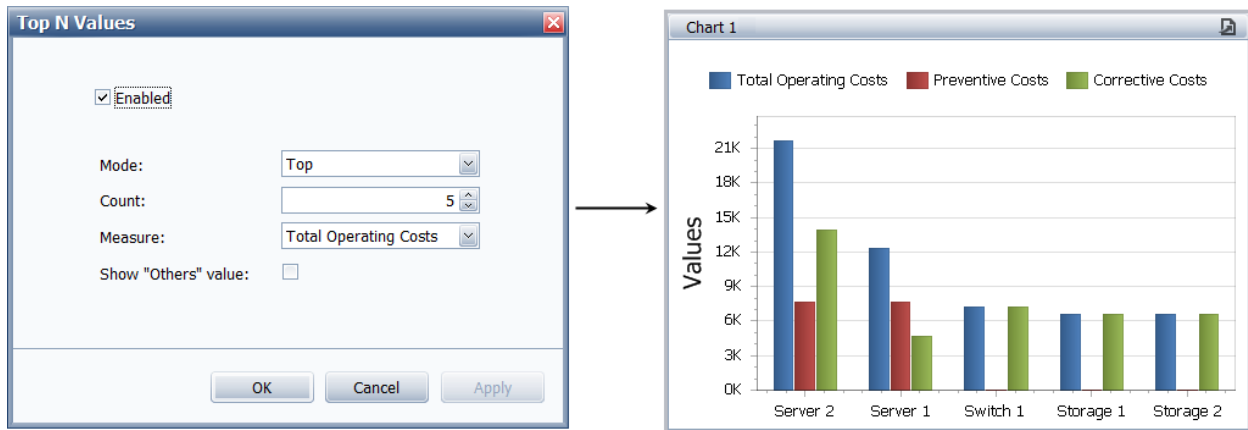 Top N Values
Enabled
Mode: Top
Count: 5
Measure: Total Operating Costs
Show "Others" value:
OK Cancel Apply
Chart 1
Total Operating Costs Preventive Costs Corrective Costs
Values
21K
18K
15K
12K
9K
6K
3K
0K
Server 2 Server 1 Switch 1 Storage 1 Storage 2